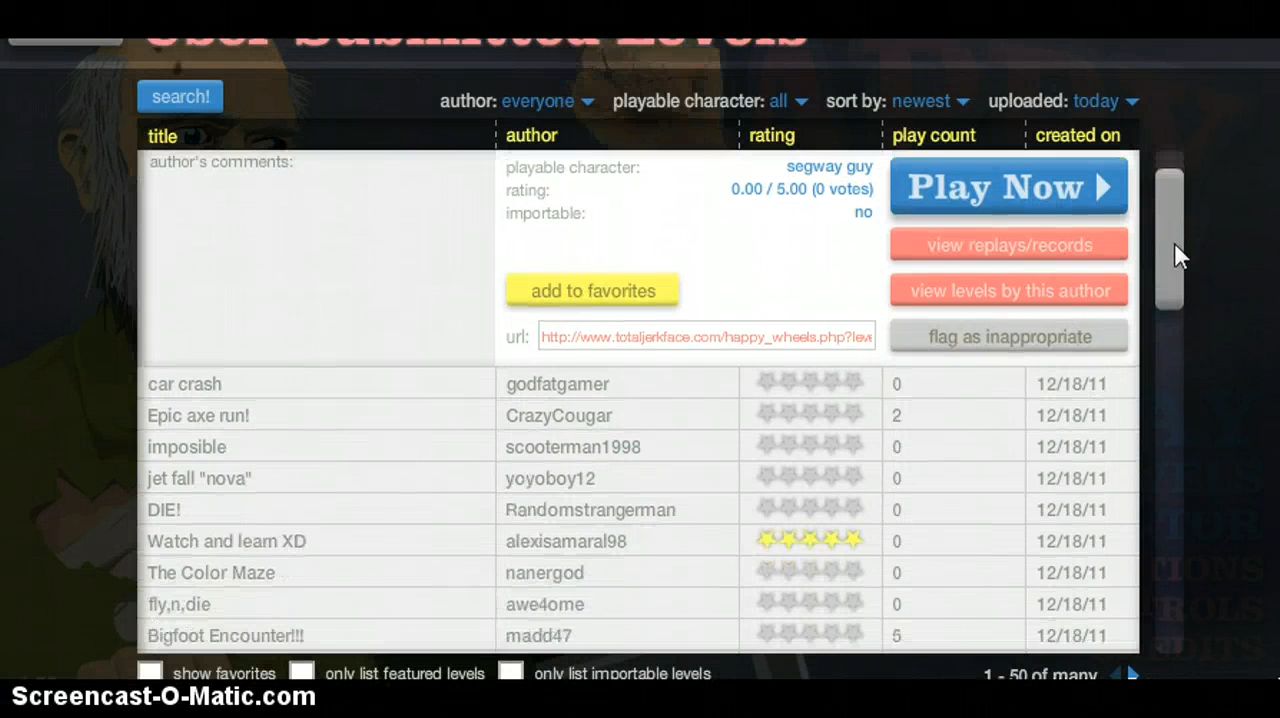 User Submitted Levels
search!
author: everyone playable character: all sort by: newest uploaded: today
title author rating play count created on
author's comments:
playable character: segway guy
rating: 0.00 / 5.00 (0 votes)
importable: no
Play Now
view replays/records
add to favorites
view levels by this author
url: http://www.totaljerkface.com/happy_wheels.php?leve
flag as inappropriate
car crash godfatgamer 0 12/18/11
Epic axe run! CrazyCougar 2 12/18/11
imposible scooterman1998 0 12/18/11
jet fall "nova" yoyoboy12 0 12/18/11
DIE! Randomstrangerman 0 12/18/11
Watch and learn XD alexisamaral98 0 12/18/11
The Color Maze nanergod 0 12/18/11
fly,n,die awe4ome 0 12/18/11
Bigfoot Encounter!!! madd47 5 12/18/11
show favorites only list featured levels only list importable levels 1 - 50 of many
Screencast-O-Matic.com